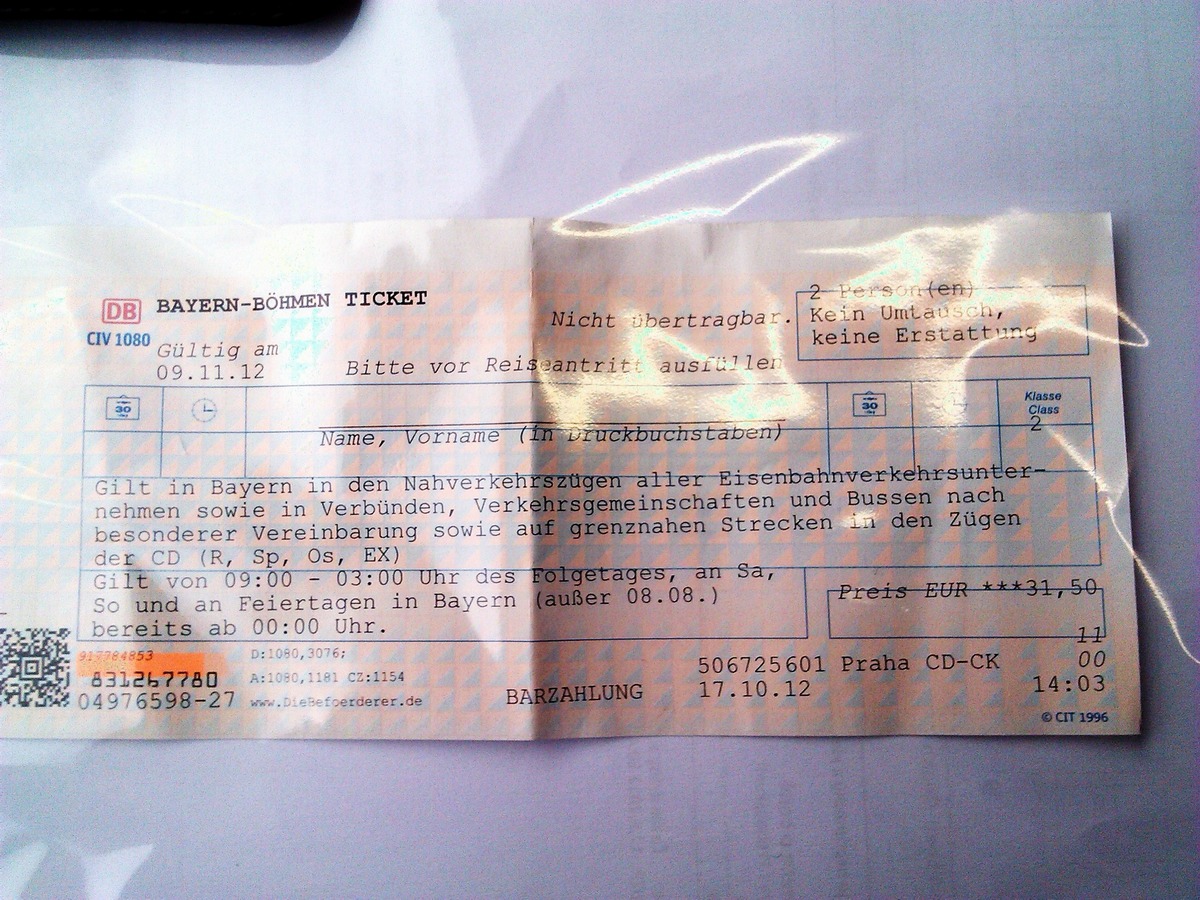 DB BAYERN-BÖHMEN TICKET
CIV 1080
Gültig am
09.11.12
Nicht übertragbar.
Bitte vor Reiseantritt ausfüllen
2 Person(en)
Kein Umtausch,
keine Erstattung
30
30
Klasse
Class
2
Name, Vorname (in Druckbuchstaben)
Gilt in Bayern in den Nahverkehrszügen aller Eisenbahnverkehrsunter-
nehmen sowie in Verbünden, Verkehrsgemeinschaften und Bussen nach
besonderer Vereinbarung sowie auf grenznahen Strecken in den Zügen
der CD (R, Sp, Os, EX)
Gilt von 09:00 - 03:00 Uhr des Folgetages, an Sa,
So und an Feiertagen in Bayern (außer 08.08.)
bereits ab 00:00 Uhr.
Preis EUR ***31,50
11
917784853
D:1080,3076;
506725601 Praha CD-CK 00
831267780
A:1080,1181 CZ:1154
04976598-27
www.DieBefoerderer.de
BARZAHLUNG
17.10.12
14:03
© CIT 1996